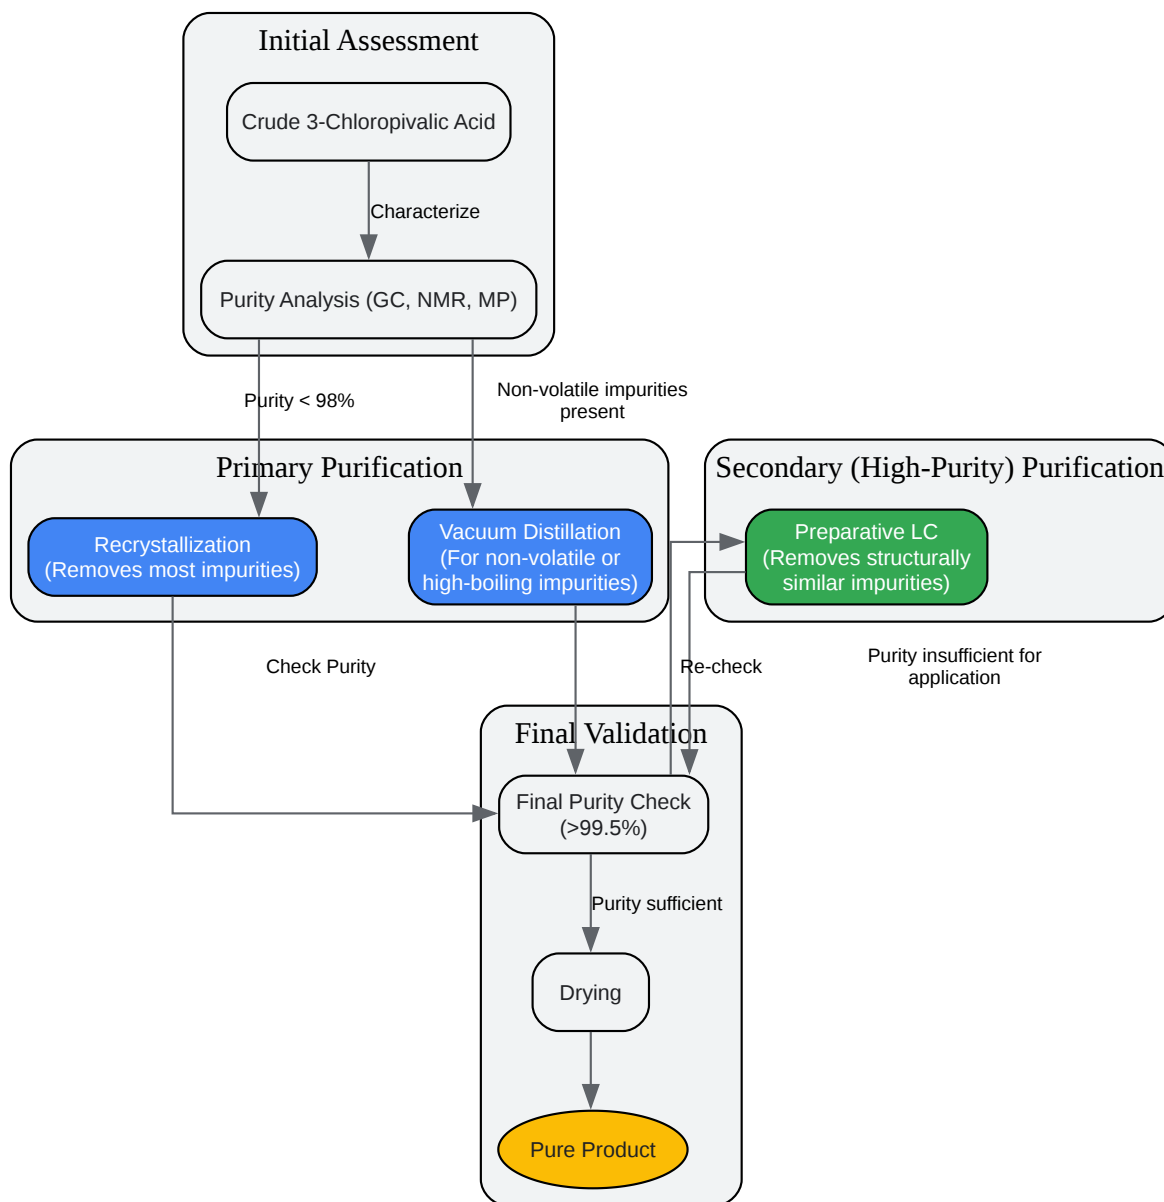 Initial Assessment
Crude 3-Chloropivalic Acid
Characterize
Purity Analysis (GC, NMR, MP)
Purity < 98%
Non-volatile impurities
present
Primary Purification
Recrystallization
(Removes most impurities)
Vacuum Distillation
(For non-volatile or
high-boiling impurities)
Secondary (High-Purity) Purification
Preparative LC
(Removes structurally
similar impurities)
Check Purity
Re-check
Purity insufficient for
application
Final Validation
Final Purity Check
(>99.5%)
Purity sufficient
Drying
Pure Product